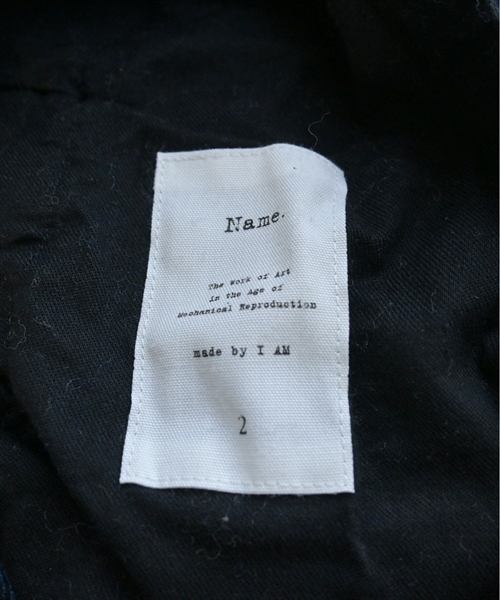 Name.
The Work of Art
in the Age of
Mechanical Reproduction
made by I AM
2